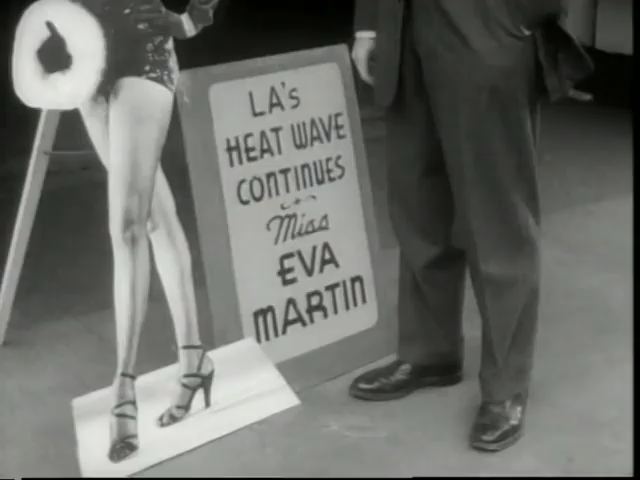 LA's
HEAT WAVE
CONTINUES
Miss
EVA
MARTIN